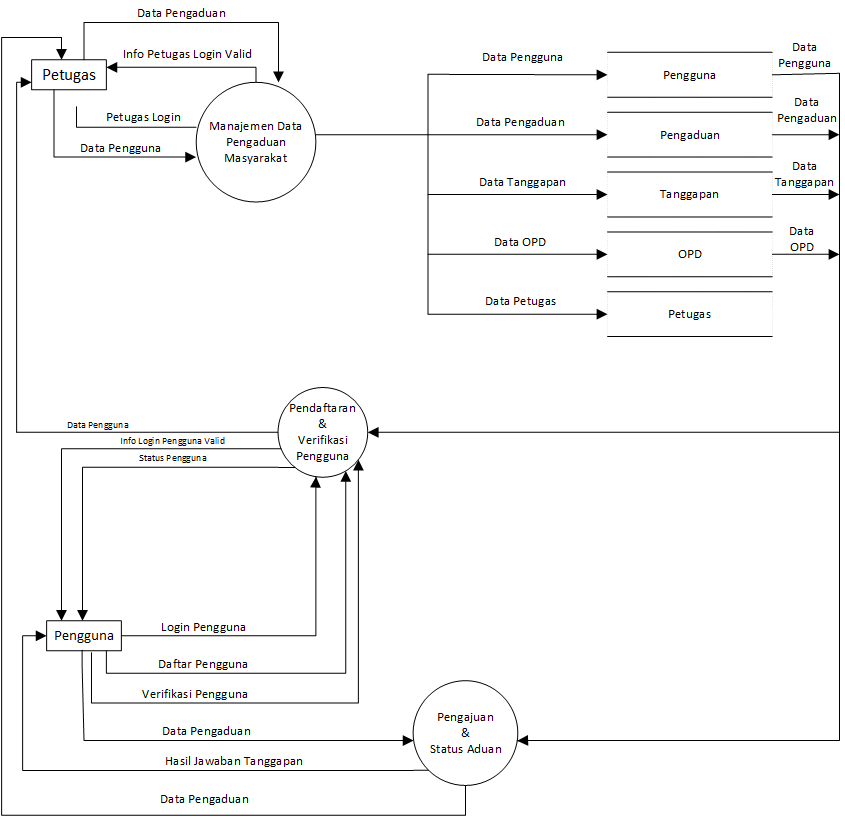 Data Pengaduan
Info Petugas Login Valid
Petugas
Petugas Login
Data Pengguna
Manajemen Data
Pengaduan
Masyarakat
Data Pengguna
Pengguna
Data
Pengguna
Data Pengaduan
Pengaduan
Data
Pengaduan
Data Tanggapan
Tanggapan
Data
Tanggapan
Data OPD
OPD
Data
OPD
Data Petugas
Petugas
Pendaftaran
&
Verifikasi
Pengguna
Data Pengguna
Info Login Pengguna Valid
Status Pengguna
Pengguna
Login Pengguna
Daftar Pengguna
Verifikasi Pengguna
Data Pengaduan
Hasil Jawaban Tanggapan
Data Pengaduan
Pengajuan
&
Status Aduan